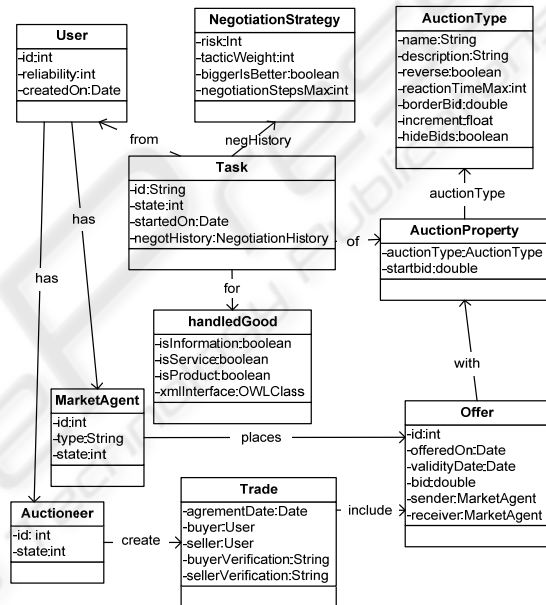 User
-id:int
-reliability:int
-createdOn:Date
NegotiationStrategy
-risk:Int
-tacticWeight:int
-biggerIsBetter:boolean
-negotiationStepsMax:int
AuctionType
-name:String
-description:String
-reverse:boolean
-reactionTimeMax:int
-borderBid:double
-increment:float
-hideBids:boolean
from
negHistory
Task
-id:String
-state:int
-startedOn:Date
-negotHistory:NegotiationHistory
auctionType
has
of
AuctionProperty
-auctionType:AuctionType
-startbid:double
has
for
handledGood
-isInformation:boolean
-isService:boolean
-isProduct:boolean
-xmlInterface:OWLClass
with
MarketAgent
-id:int
-type:String
-state:int
places
Offer
-id:int
-offeredOn:Date
-validityDate:Date
-bid:double
-sender:MarketAgent
-receiver:MarketAgent
Auctioneer
-id: int
-state:int
create
Trade
-agrementDate:Date
-buyer:User
-seller:User
-buyerVerification:String
-sellerVerification:String
include